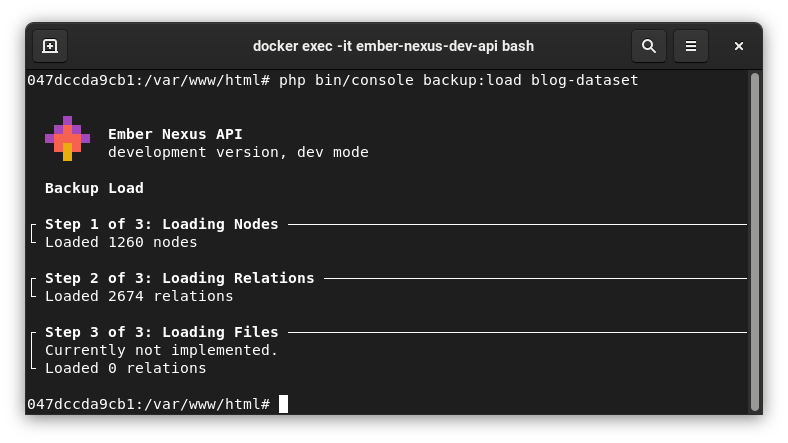 docker exec -it ember-nexus-dev-api bash
047dccda9cb1:/var/www/html# php bin/console backup:load blog-dataset
Ember Nexus API
development version, dev mode
Backup Load
Step 1 of 3: Loading Nodes
Loaded 1260 nodes
Step 2 of 3: Loading Relations
Loaded 2674 relations
Step 3 of 3: Loading Files
Currently not implemented.
Loaded 0 relations
047dccda9cb1:/var/www/html#